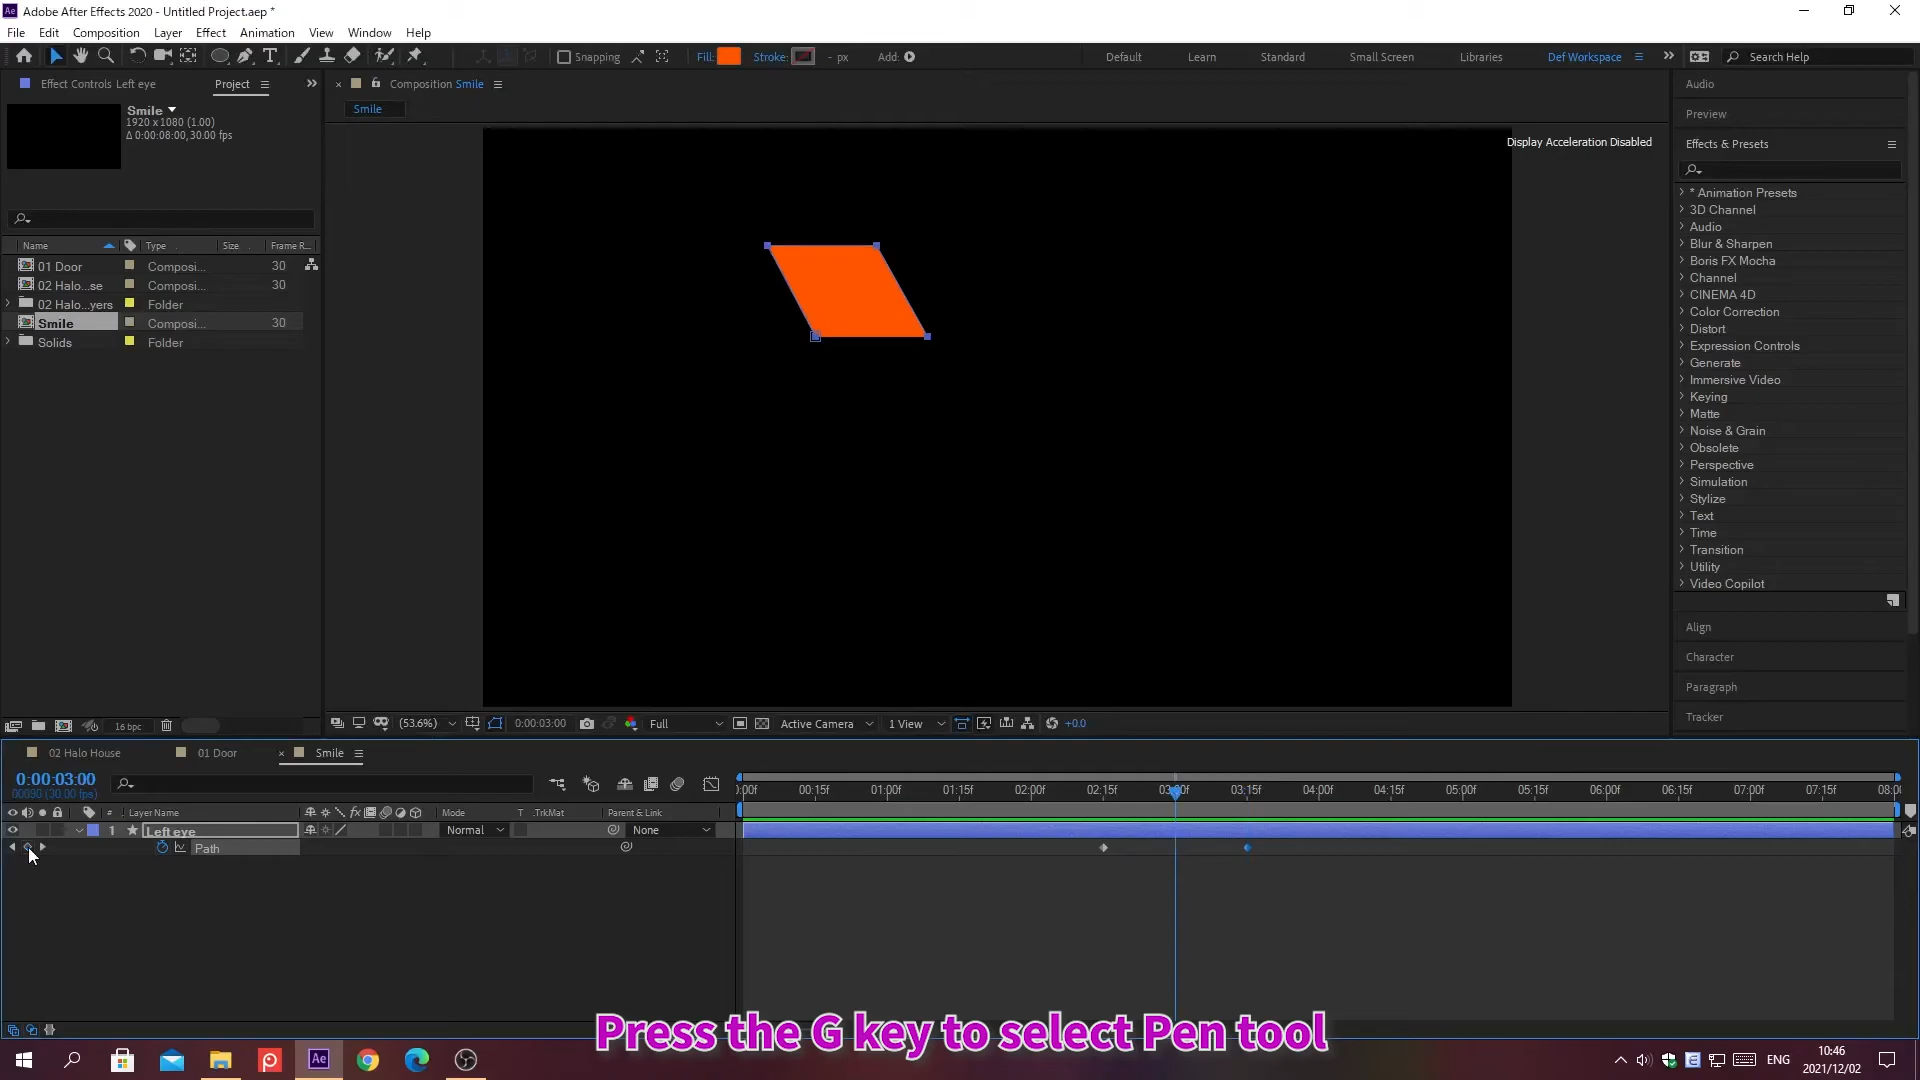 Adobe After Effects 2020 - Untitled Project.aep *
File Edit Composition Layer Effect Animation View Window Help
Snapping Fill: Stroke: - px Add: Default Learn Standard Small Screen Libraries Def Workspace Search Help
Effect Controls Left eye Project
Composition Smile
Smile
Smile
1920 x 1080 (1.00)
Δ 0:00:08:00, 30.00 fps
Name Type Size Frame R...
01 Door Composi... 30
02 Halo...se Composi... 30
02 Halo...yers Folder
Smile Composi... 30
Solids Folder
16 bpc
Display Acceleration Disabled
(53.6%) 0:00:03:00 Full Active Camera 1 View +0.0
Audio
Preview
Effects & Presets
* Animation Presets
3D Channel
Audio
Blur & Sharpen
Boris FX Mocha
Channel
CINEMA 4D
Color Correction
Distort
Expression Controls
Generate
Immersive Video
Keying
Matte
Noise & Grain
Obsolete
Perspective
Simulation
Stylize
Text
Time
Transition
Utility
Video Copilot
Align
Character
Paragraph
Tracker
02 Halo House 01 Door Smile
0:00:03:00
00090 (30.00 fps)
:00f 00:15f 01:00f 01:15f 02:00f 02:15f 03:00f 03:15f 04:00f 04:15f 05:00f 05:15f 06:00f 06:15f 07:00f 07:15f 08:0
# Layer Name Mode T .TrkMat Parent & Link
1 Left eye Normal None
Path
Press the G key to select Pen tool
ENG
10:46
2021/12/02